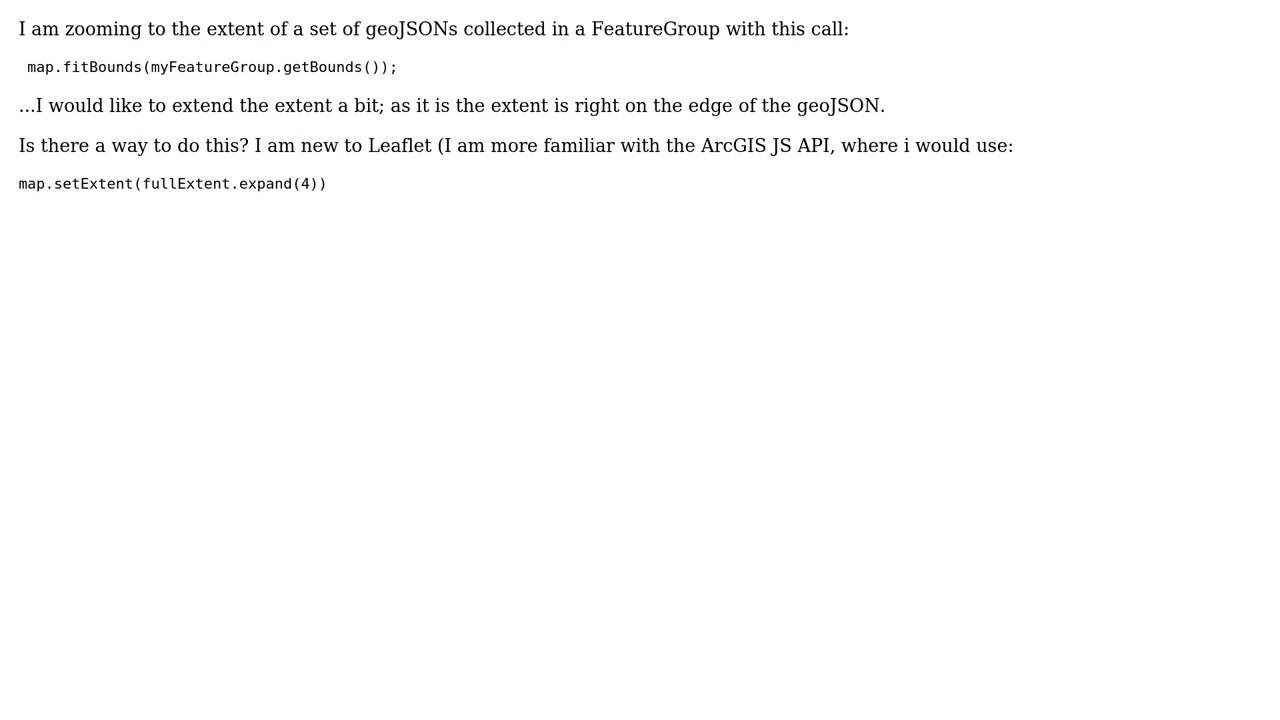 I am zooming to the extent of a set of geoJSONs collected in a FeatureGroup with this call:
map.fitBounds(myFeatureGroup.getBounds());
...I would like to extend the extent a bit; as it is the extent is right on the edge of the geoJSON.
Is there a way to do this? I am new to Leaflet (I am more familiar with the ArcGIS JS API, where i would use:
map.setExtent(fullExtent.expand(4))